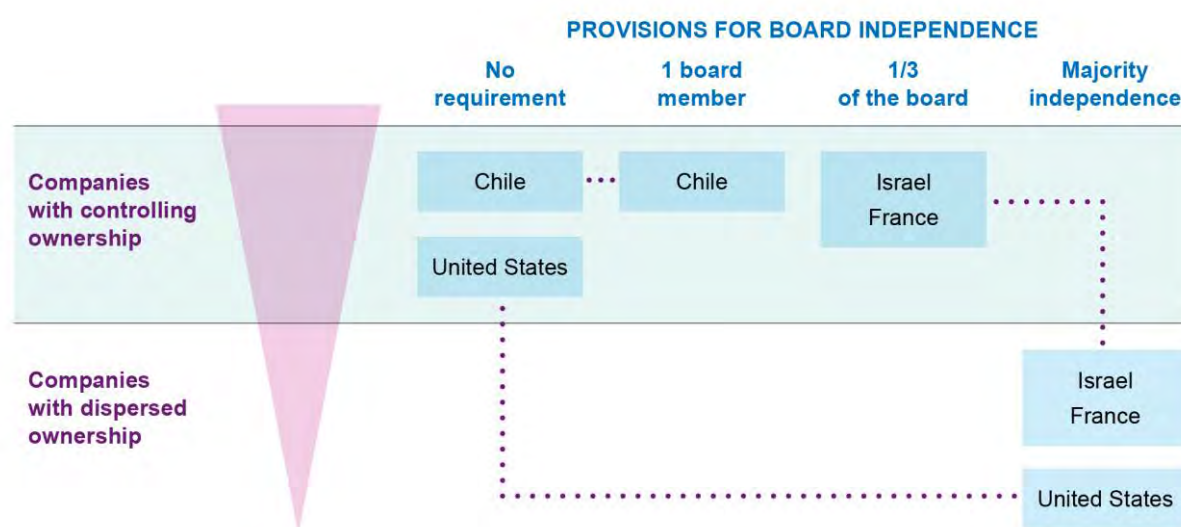 PROVISIONS FOR BOARD INDEPENDENCE
No
requirement
1 board
member
1/3
of the board
Majority
independence
Companies
with controlling
ownership
Chile
Chile
Israel
France
United States
Companies
with dispersed
ownership
Israel
France
United States